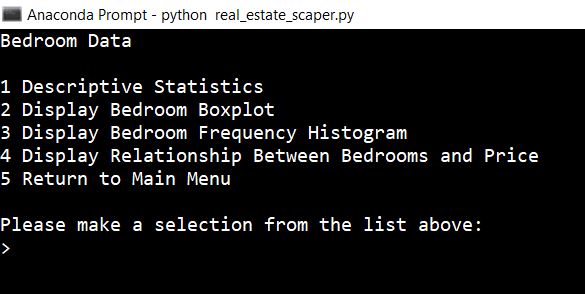 Anaconda Prompt - python  real_estate_scaper.py
Bedroom Data
1 Descriptive Statistics
2 Display Bedroom Boxplot
3 Display Bedroom Frequency Histogram
4 Display Relationship Between Bedrooms and Price
5 Return to Main Menu
Please make a selection from the list above:
>